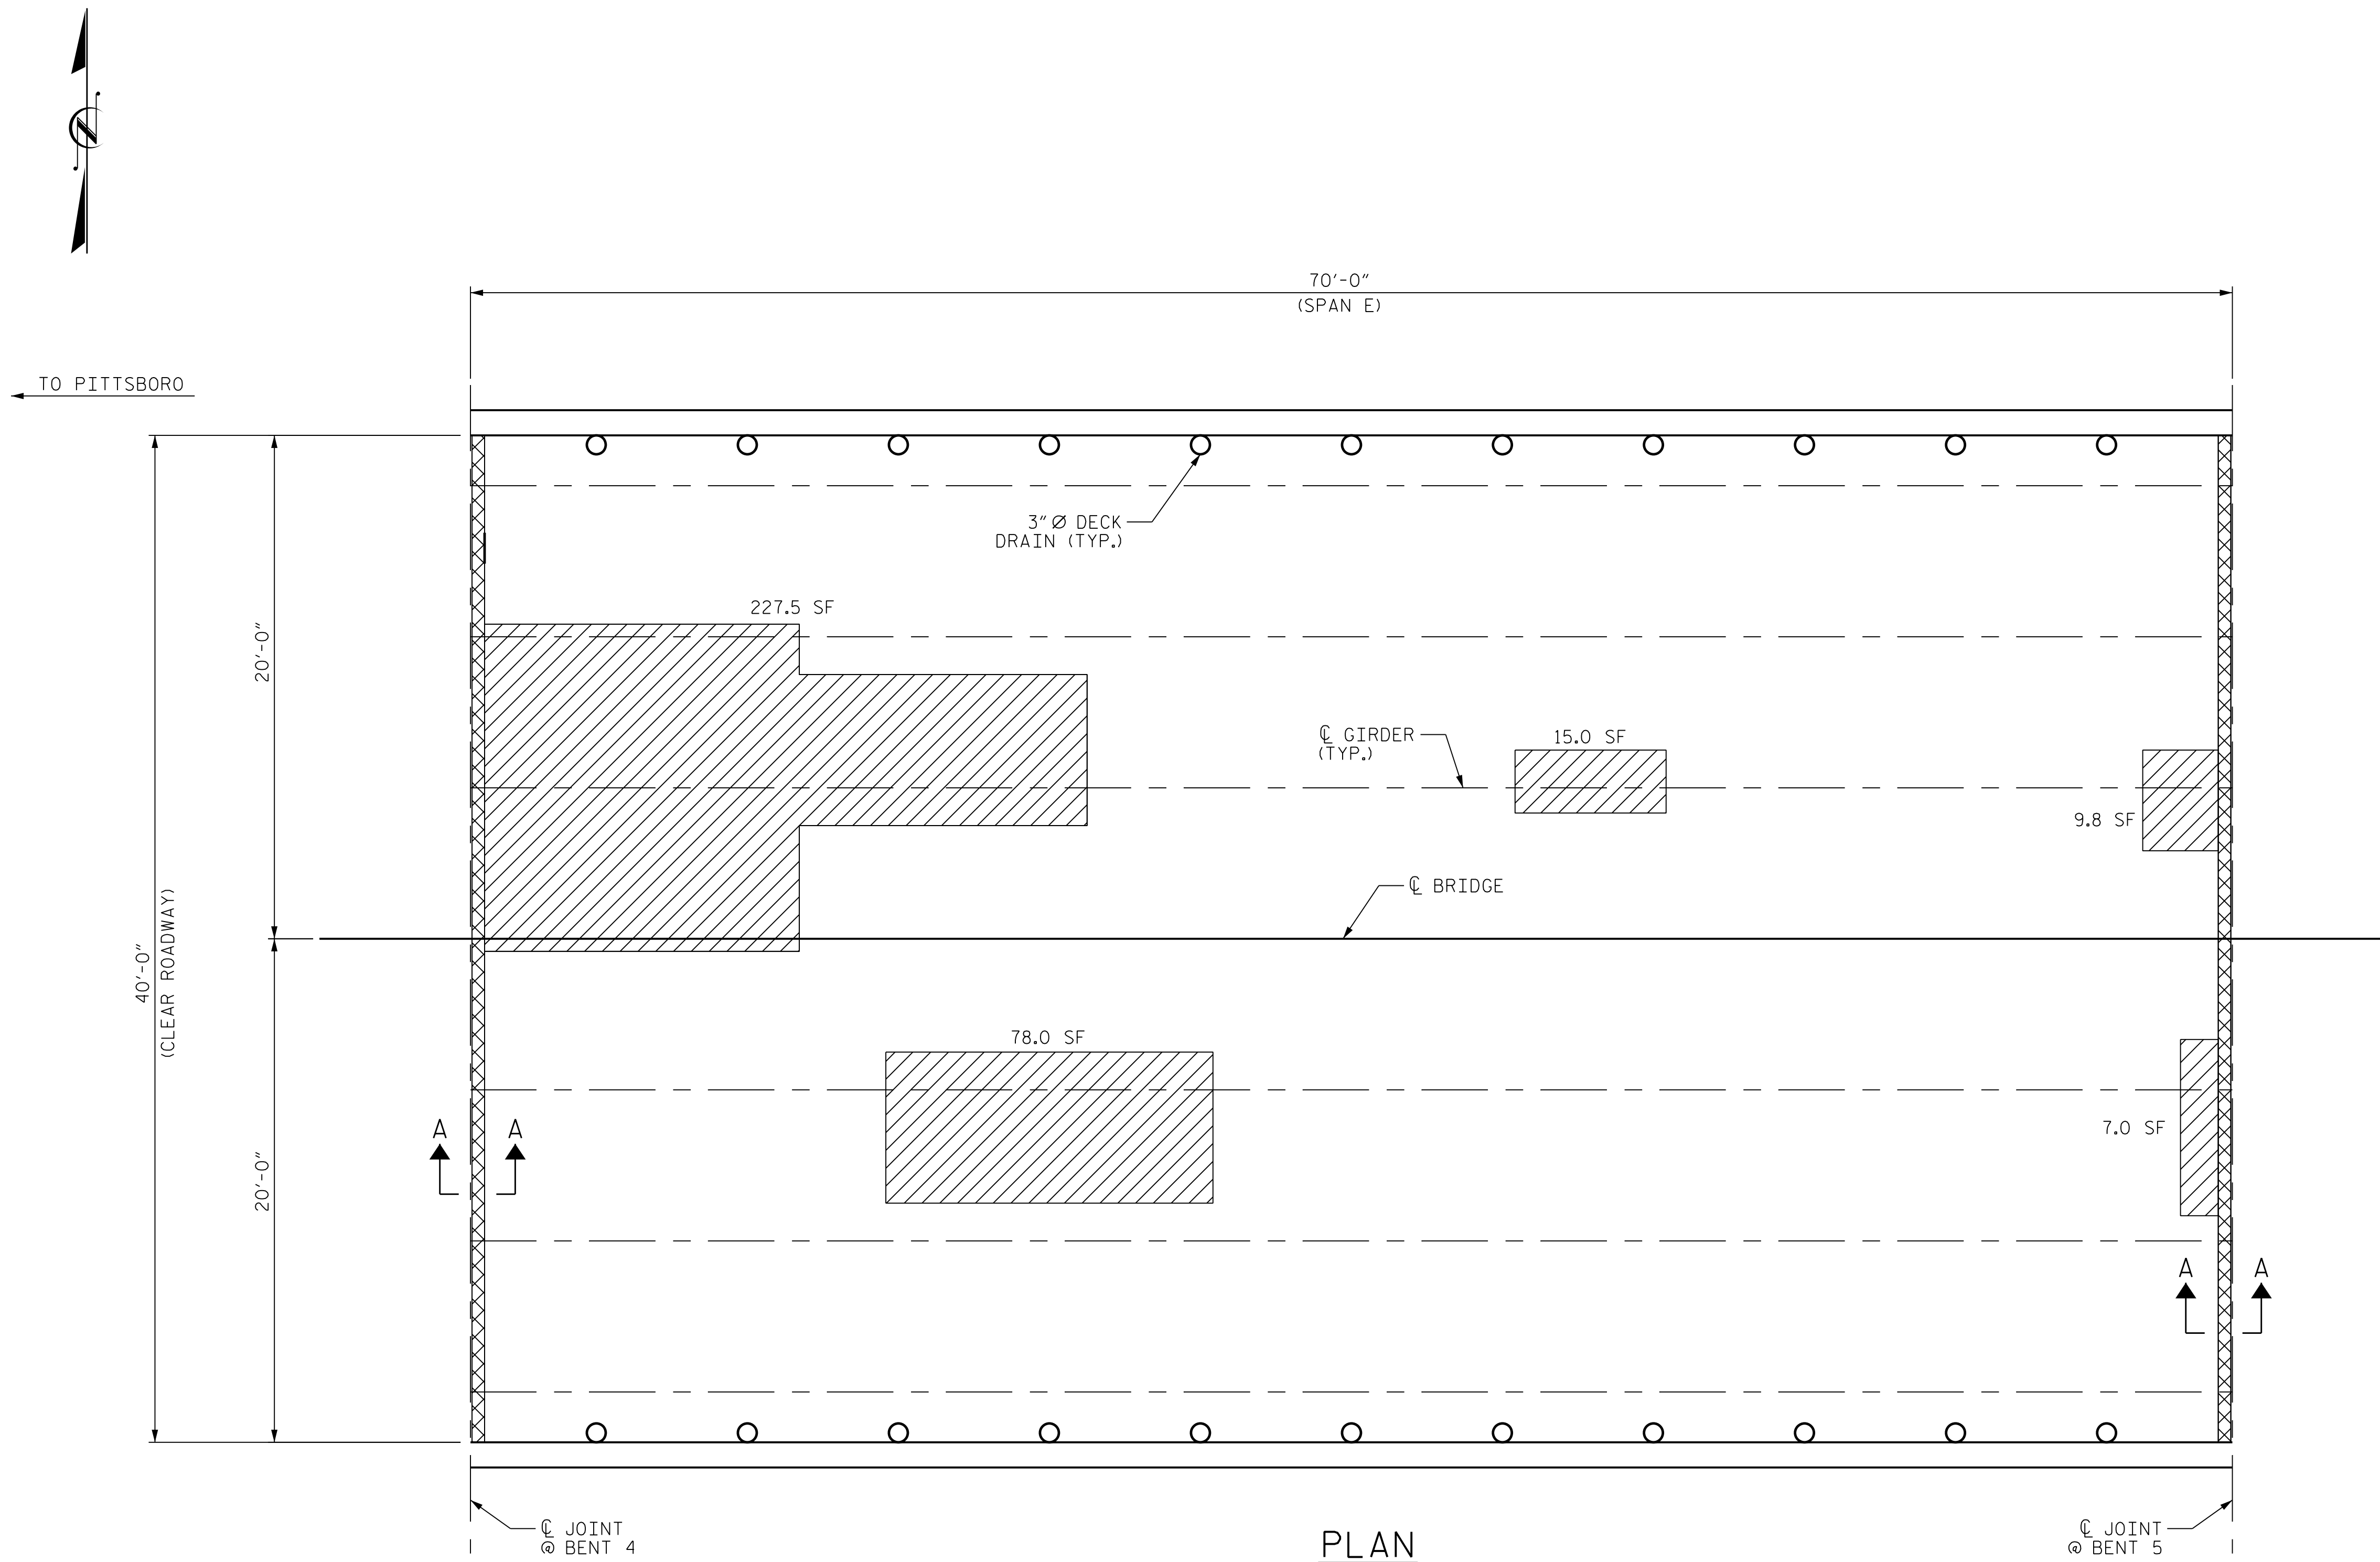 N
70'-0"
(SPAN E)
TO PITTSBORO
3" Ø DECK
DRAIN (TYP.)
227.5 SF
20'-0"
℄ GIRDER
(TYP.)
15.0 SF
9.8 SF
℄ BRIDGE
40'-0"
(CLEAR ROADWAY)
78.0 SF
A A
7.0 SF
20'-0"
A A
℄ JOINT
@ BENT 4
PLAN
℄ JOINT
@ BENT 5